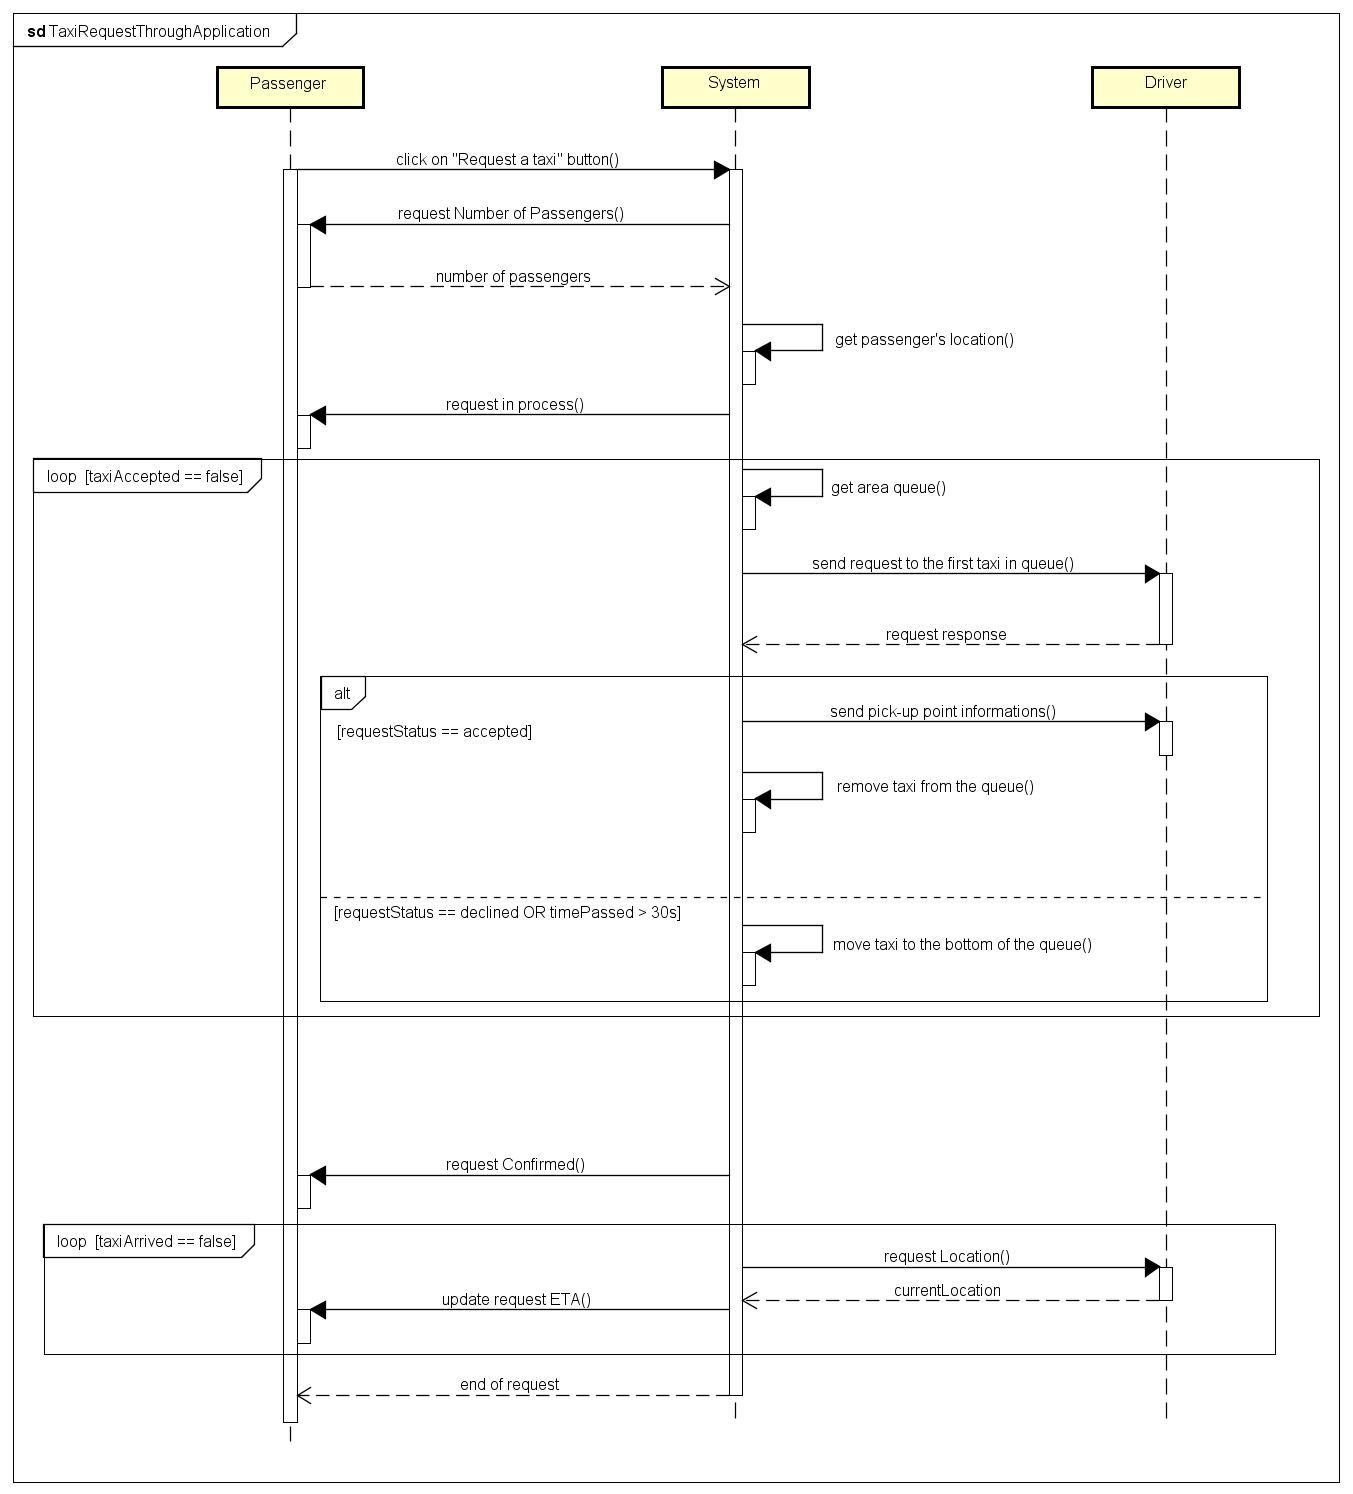 sd TaxiRequestThroughApplication
Passenger
System
Driver
click on "Request a taxi" button()
request Number of Passengers()
number of passengers
get passenger's location()
request in process()
loop [taxiAccepted == false]
get area queue()
send request to the first taxi in queue()
request response
alt
send pick-up point informations()
[requestStatus == accepted]
remove taxi from the queue()
[requestStatus == declined OR timePassed > 30s]
move taxi to the bottom of the queue()
request Confirmed()
loop [taxiArrived == false]
request Location()
currentLocation
update request ETA()
end of request